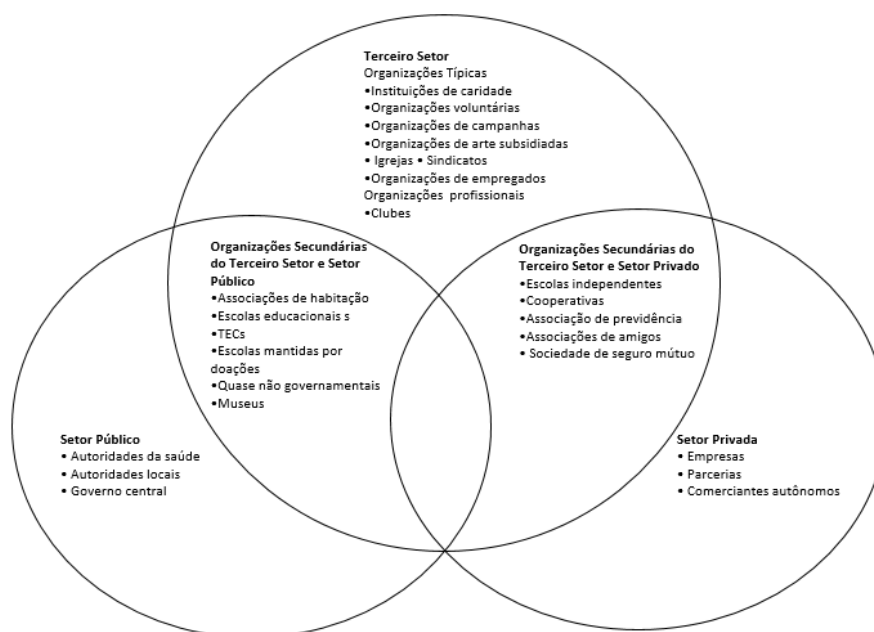 Terceiro Setor
Organizações Típicas
•Instituições de caridade
•Organizações voluntárias
•Organizações de campanhas
•Organizações de arte subsidiadas
• Igrejas • Sindicatos
•Organizações de empregados
Organizações profissionais
•Clubes
Organizações Secundárias
do Terceiro Setor e Setor
Público
•Associações de habitação
•Escolas educacionais s
•TECs
•Escolas mantidas por
doações
•Quase não governamentais
•Museus
Organizações Secundárias do
Terceiro Setor e Setor Privado
•Escolas independentes
•Cooperativas
•Associação de previdência
•Associações de amigos
• Sociedade de seguro mútuo
Setor Público
• Autoridades da saúde
• Autoridades locais
• Governo central
Setor Privada
• Empresas
• Parcerias
• Comerciantes autônomos